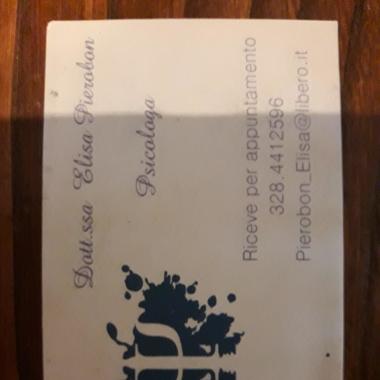 Dott.ssa Elisa Pierobon
Psicologa
Riceve per appuntamento
328.4412596
Pierobon_Elisa@libero.it